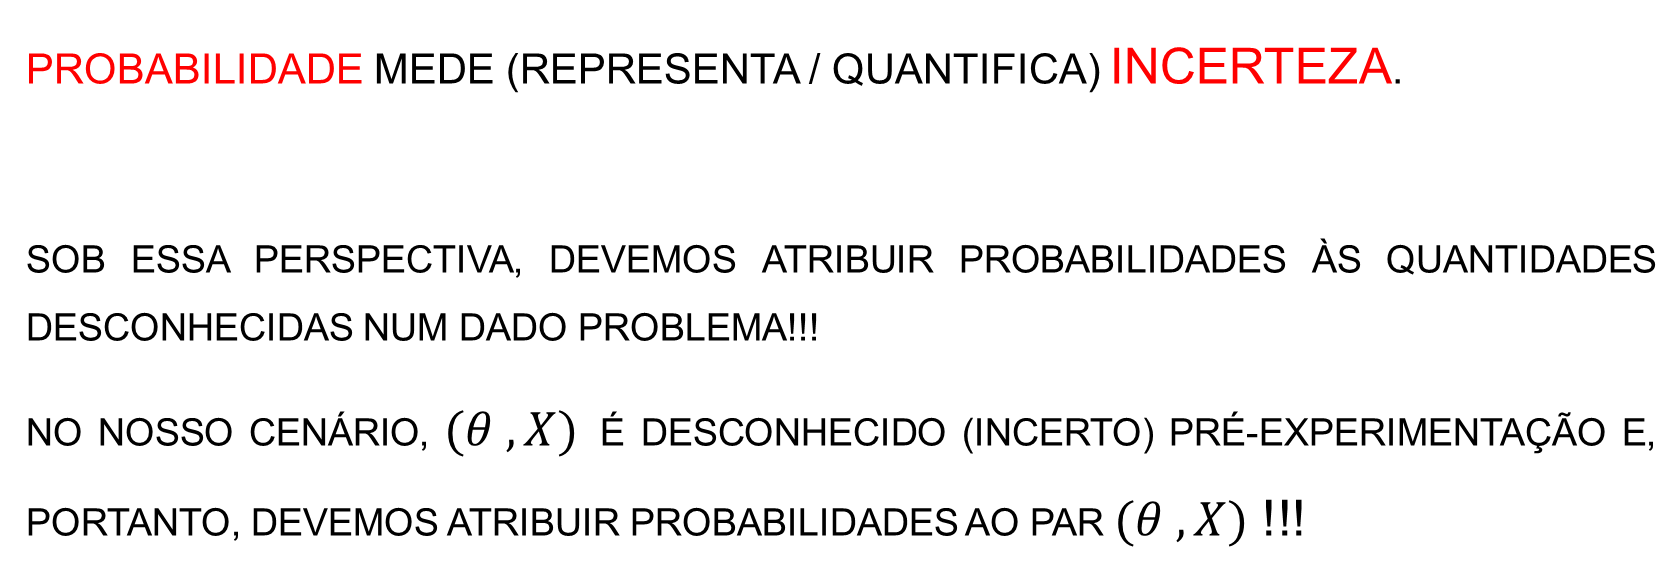 PROBABILIDADE MEDE (REPRESENTA / QUANTIFICA) INCERTEZA.
SOB ESSA PERSPECTIVA, DEVEMOS ATRIBUIR PROBABILIDADES ÀS QUANTIDADES
DESCONHECIDAS NUM DADO PROBLEMA!!!
NO NOSSO CENÁRIO, (θ , X) É DESCONHECIDO (INCERTO) PRÉ-EXPERIMENTAÇÃO E,
PORTANTO, DEVEMOS ATRIBUIR PROBABILIDADES AO PAR (θ , X) !!!